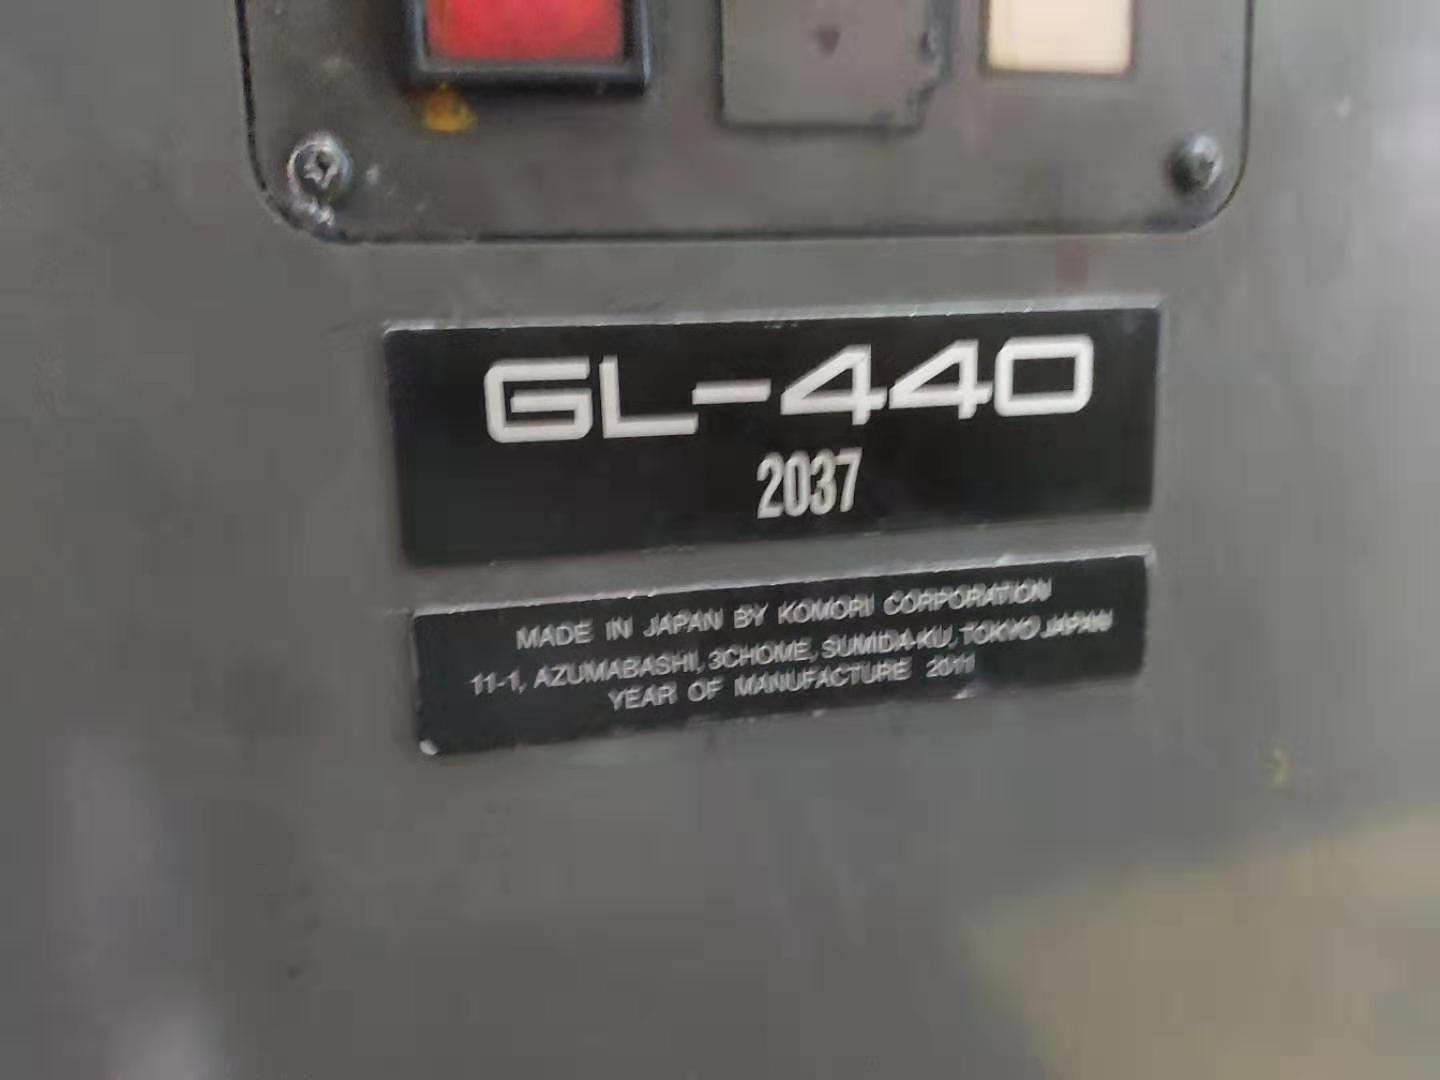 GL-440
2037
MADE IN JAPAN BY KOMORI CORPORATION
11-1, AZUMABASHI, 3CHOME, SUMIDA-KU, TOKYO JAPAN
YEAR OF MANUFACTURE 2011